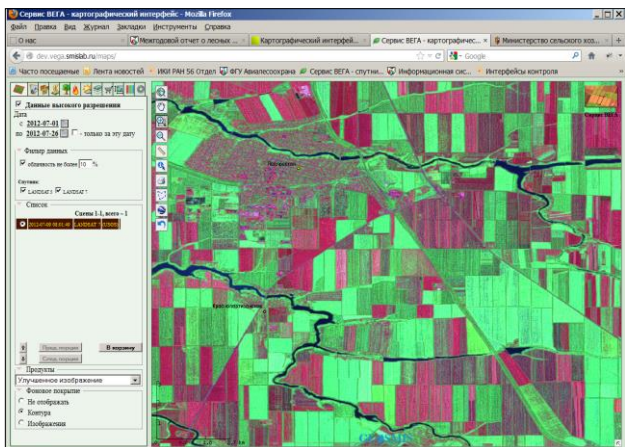 Сервис ВЕГА - картографический интерфейс - Mozilla Firefox
Файл Правка Вид Журнал Закладки Инструменты Справка
О нас
Межгодовой отчет о лесных ...
Картографический интерфей...
Сервис ВЕГА - картографичес...
Министерство сельского хоз...
dev.vega.smislab.ru/maps/
Google
Часто посещаемые
Лента новостей
ИКИ РАН 56 Отдел
ФГУ Авиалесоохрана
Сервис ВЕГА - спутни...
Информационная сис...
Интерфейсы контроля
Данные высокого разрешения
Дата
с 2012-07-01
по 2012-07-26 - только за эту дату
Фильтр данных
облачность не более 10 %
LANDSAT 5 LANDSAT 7
Список
Сцены 1-1, всего - 1
Пред. порция
В корзину
След. порция
Продукты
Улучшенное изображение
Фоновое покрытие
Не отображать
Контура
Изображения
Сервис ВЕГА